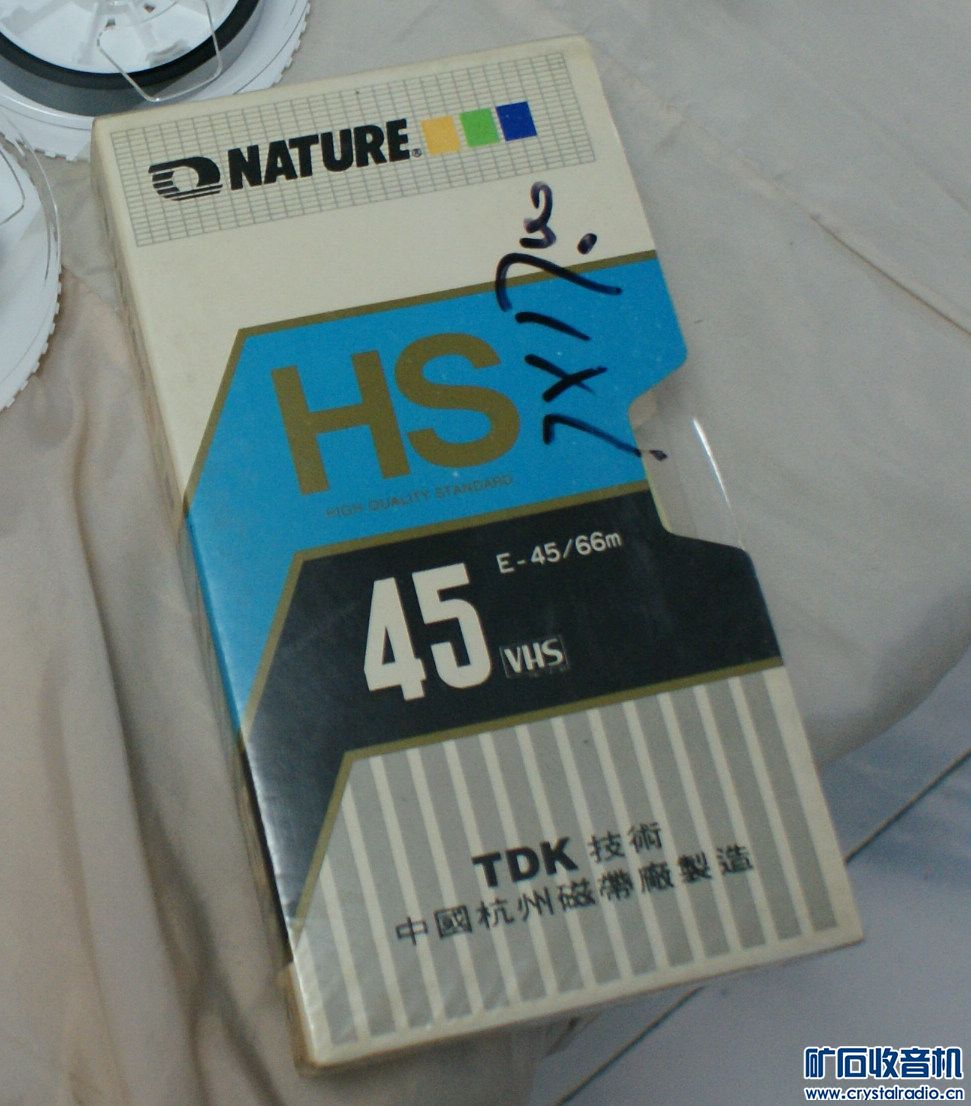 NATURE®
HS
HIGH QUALITY STANDARD
E-45/66m
45
VHS
TDK 技術
中國杭州磁帶廠製造
矿石收音机
www.crystalradio.cn